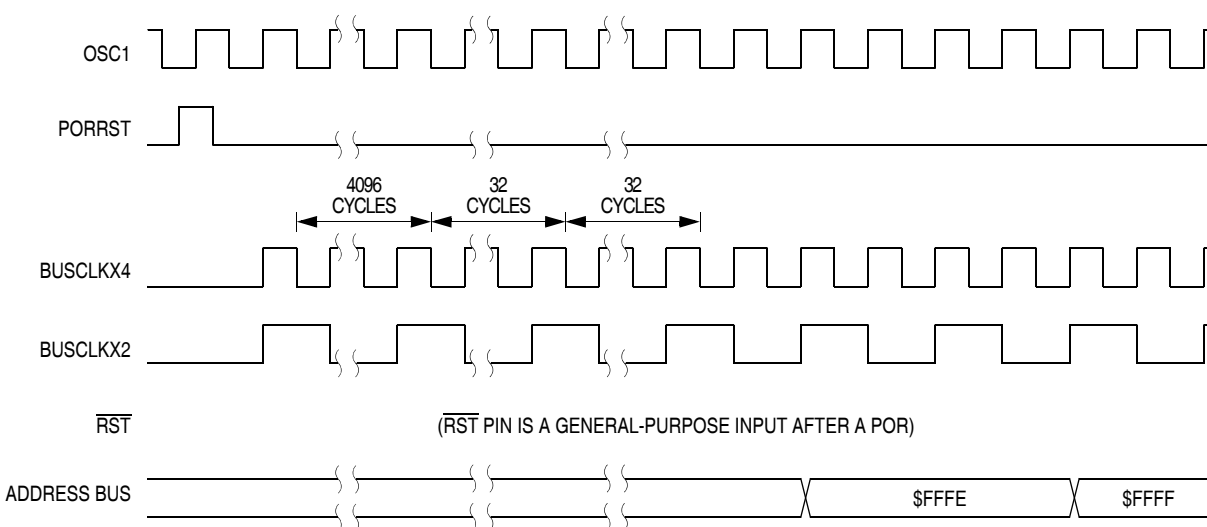 OSC1
PORRST
4096
CYCLES
32
CYCLES
32
CYCLES
BUSCLKX4
BUSCLKX2
RST
(RST PIN IS A GENERAL-PURPOSE INPUT AFTER A POR)
ADDRESS BUS
$FFFE
$FFFF